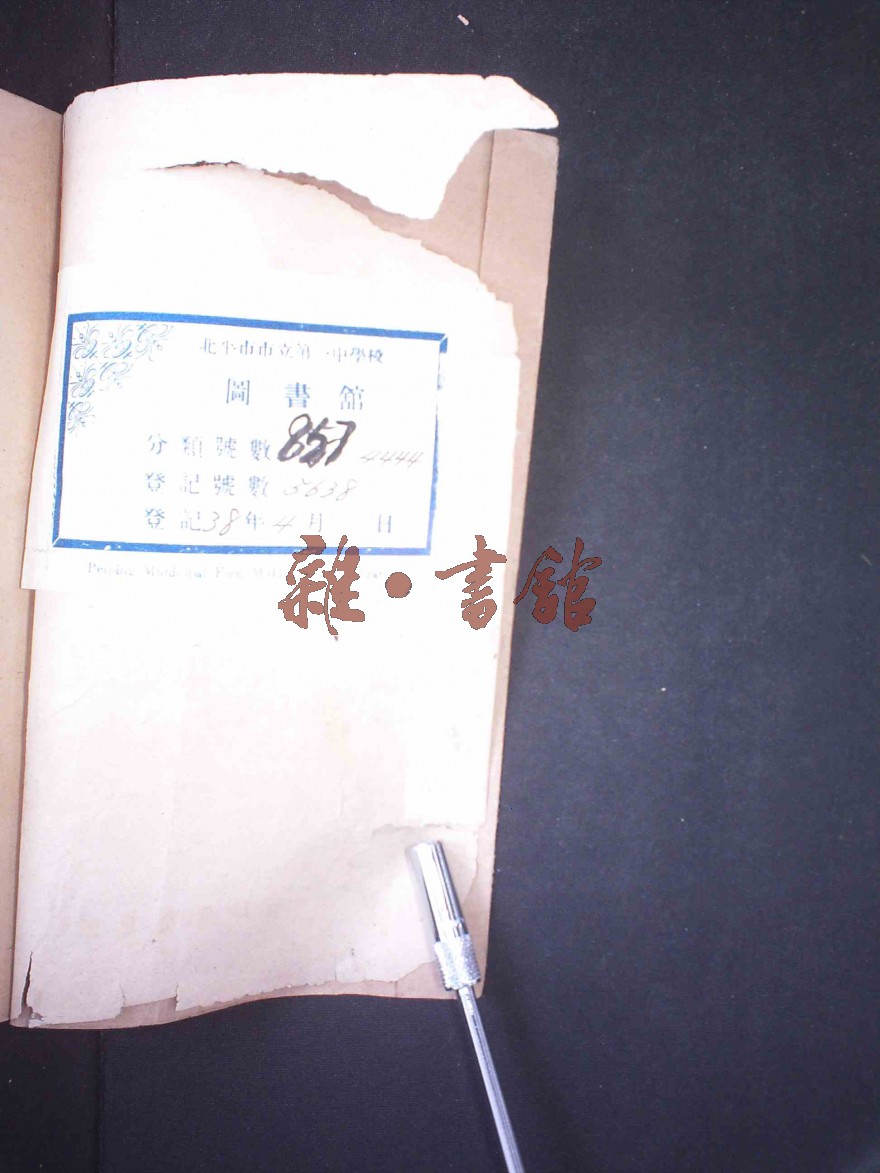 北平市市立第一中學校
圖書館
分類號數 4444
登記號數 5638
登記38年4月 日
雜·書館